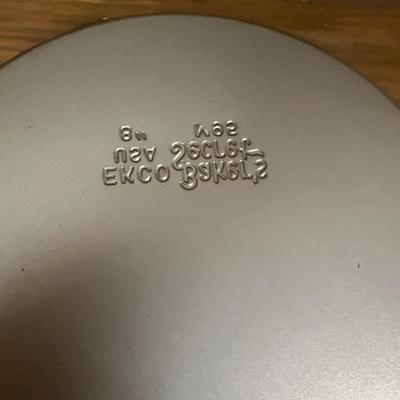 EKCO Baker's
USA Secret
8"